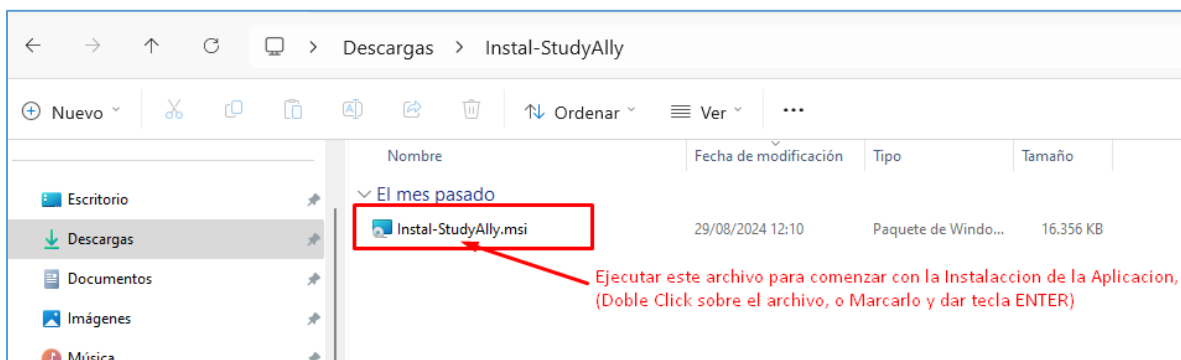 Descargas > Instal-StudyAlly
Nuevo Ordenar Ver ...
Nombre Fecha de modificación Tipo Tamaño
El mes pasado
Escritorio
Instal-StudyAlly.msi 29/08/2024 12:10 Paquete de Windo... 16.356 KB
Descargas
Ejecutar este archivo para comenzar con la Instalaccion de la Aplicacion,
Documentos
(Doble Click sobre el archivo, o Marcarlo y dar tecla ENTER)
Imágenes
Música